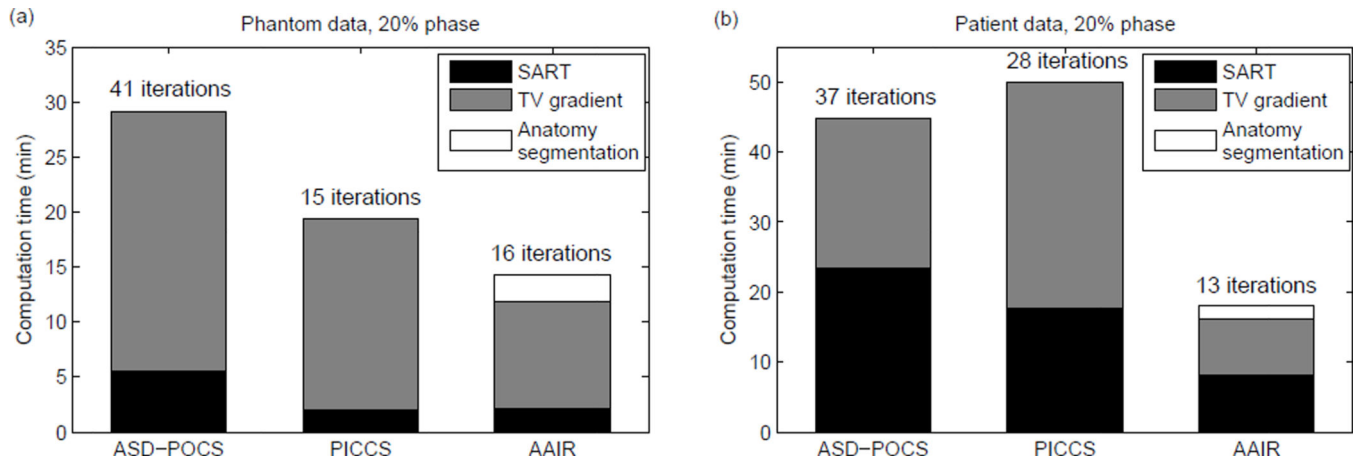 (a)
Phantom data, 20% phase
35
30
25
20
15
10
5
0
Computation time (min)
41 iterations
15 iterations
16 iterations
SART
TV gradient
Anatomy
segmentation
ASD−POCS
PICCS
AAIR
(b)
Patient data, 20% phase
50
40
30
20
10
0
Computation time (min)
37 iterations
28 iterations
13 iterations
SART
TV gradient
Anatomy
segmentation
ASD−POCS
PICCS
AAIR